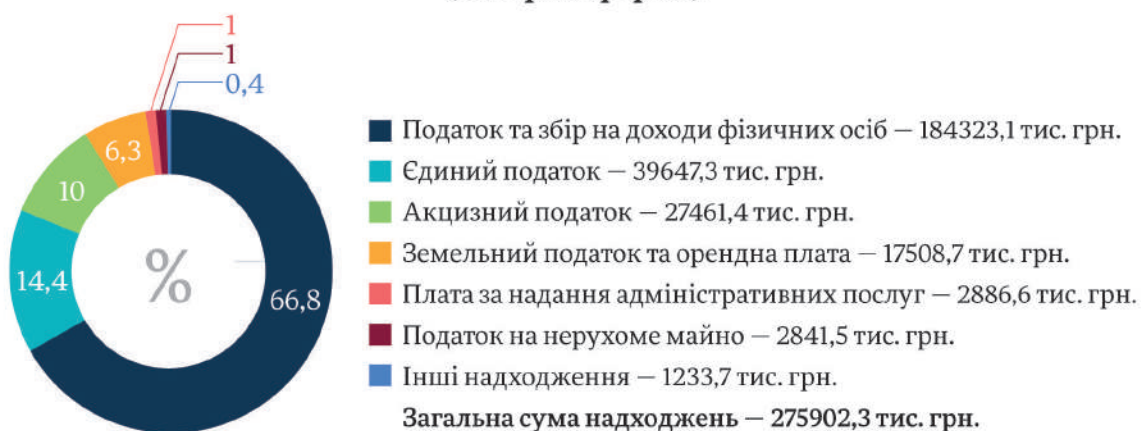 1
1
0,4
6,3
10
14,4
66,8
%
Податок та збір на доходи фізичних осіб — 184323,1 тис. грн.
Єдиний податок — 39647,3 тис. грн.
Акцизний податок — 27461,4 тис. грн.
Земельний податок та орендна плата — 17508,7 тис. грн.
Плата за надання адміністративних послуг — 2886,6 тис. грн.
Податок на нерухоме майно — 2841,5 тис. грн.
Інші надходження — 1233,7 тис. грн.
Загальна сума надходжень — 275902,3 тис. грн.